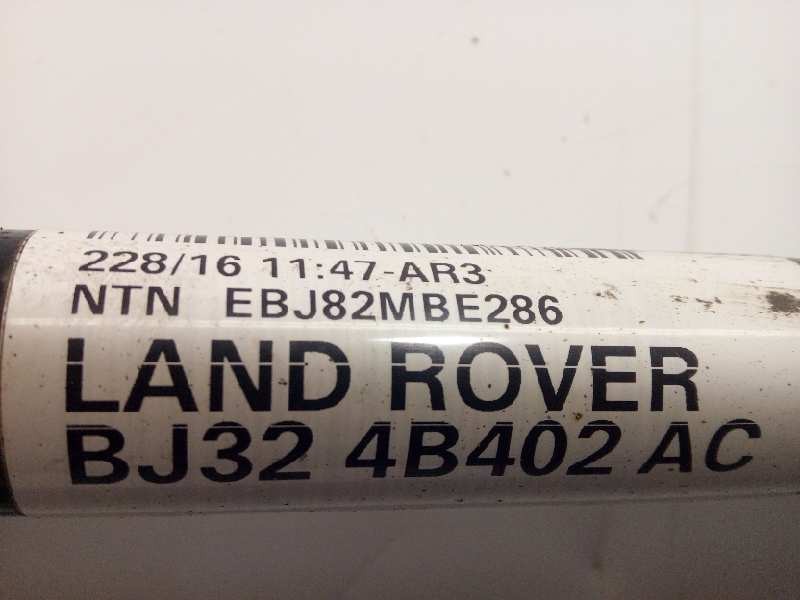 228/16 11:47-AR3
NTN EBJ82MBE286
LAND ROVER
BJ32 4B402 AC